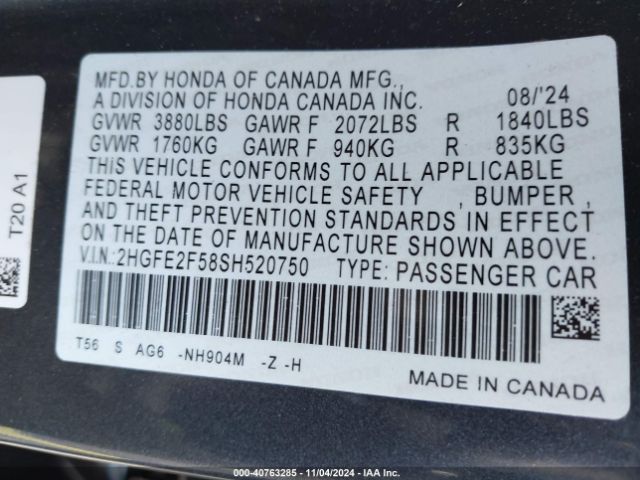 MFD.BY HONDA OF CANADA MFG.,
A DIVISION OF HONDA CANADA INC. 08/'24
GVWR 3880LBS GAWR F 2072LBS R 1840LBS
GVWR 1760KG GAWR F 940KG R 835KG
THIS VEHICLE CONFORMS TO ALL APPLICABLE
FEDERAL MOTOR VEHICLE SAFETY , BUMPER ,
AND THEFT PREVENTION STANDARDS IN EFFECT
ON THE DATE OF MANUFACTURE SHOWN ABOVE.
V.I.N.:2HGFE2F58SH520750 TYPE: PASSENGER CAR
T56 S AG6 -NH904M -Z -H
MADE IN CANADA
T20 A1
000-40763285 - 11/04/2024 - IAA Inc.